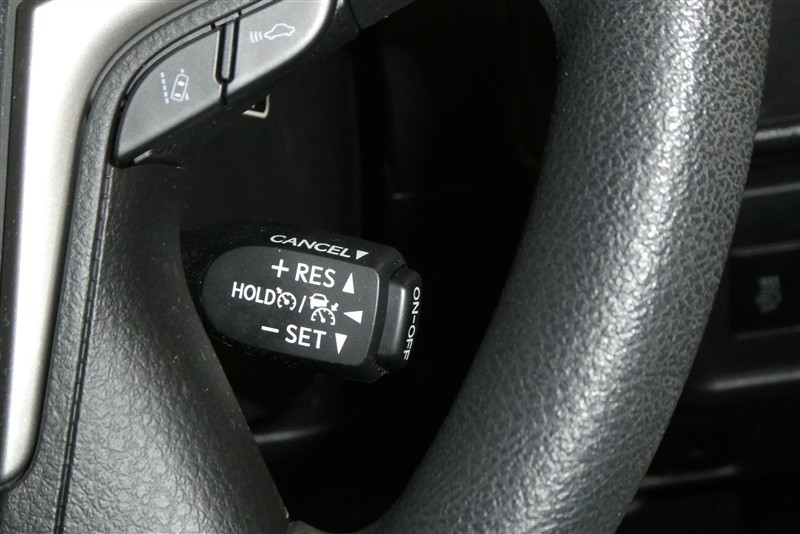 CANCEL▼
+ RES ▲
HOLD / ◀
− SET ▼
ON-OFF